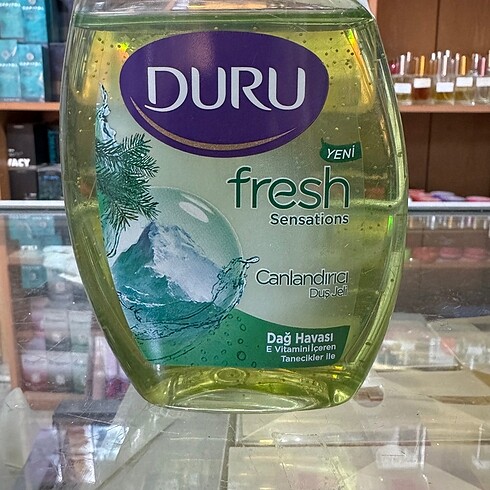 DURU
YENİ
fresh
Sensations
Canlandırıcı
Duş Jeli
Dağ Havası
E Vitamini İçeren
Tanecikler İle